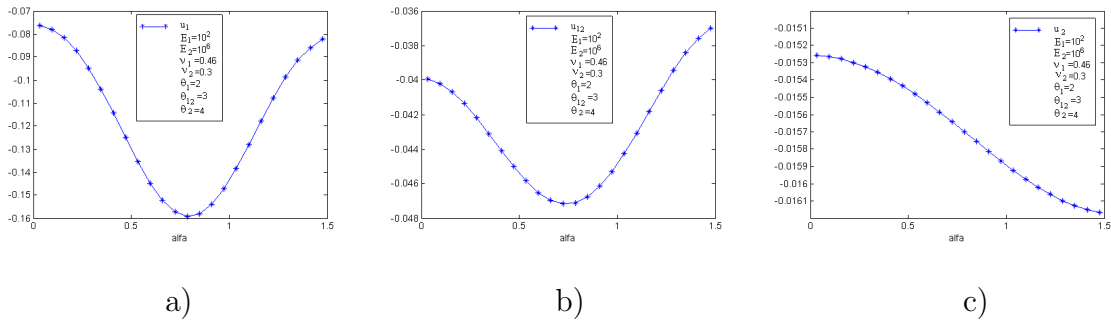 -0.07
-0.08
-0.09
-0.1
-0.11
-0.12
-0.13
-0.14
-0.15
-0.16
0
0.5
1
1.5
alfa
u1
E1=10^2
E2=10^6
ν1=0.46
ν2=0.3
θ1=2
θ12=3
θ2=4
a)
-0.036
-0.038
-0.04
-0.042
-0.044
-0.046
-0.048
0
0.5
1
1.5
alfa
u12
E1=10^2
E2=10^6
ν1=0.46
ν2=0.3
θ1=2
θ12=3
θ2=4
b)
-0.0151
-0.0152
-0.0153
-0.0154
-0.0155
-0.0156
-0.0157
-0.0158
-0.0159
-0.016
-0.0161
0
0.5
1
1.5
alfa
u2
E1=10^2
E2=10^6
ν1=0.46
ν2=0.3
θ1=2
θ12=3
θ2=4
c)